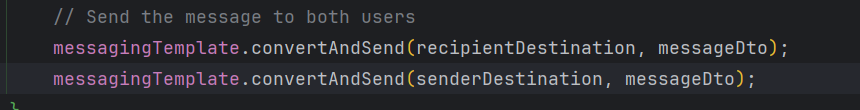 // Send the message to both users
messagingTemplate.convertAndSend(recipientDestination, messageDto);
messagingTemplate.convertAndSend(senderDestination, messageDto);
}